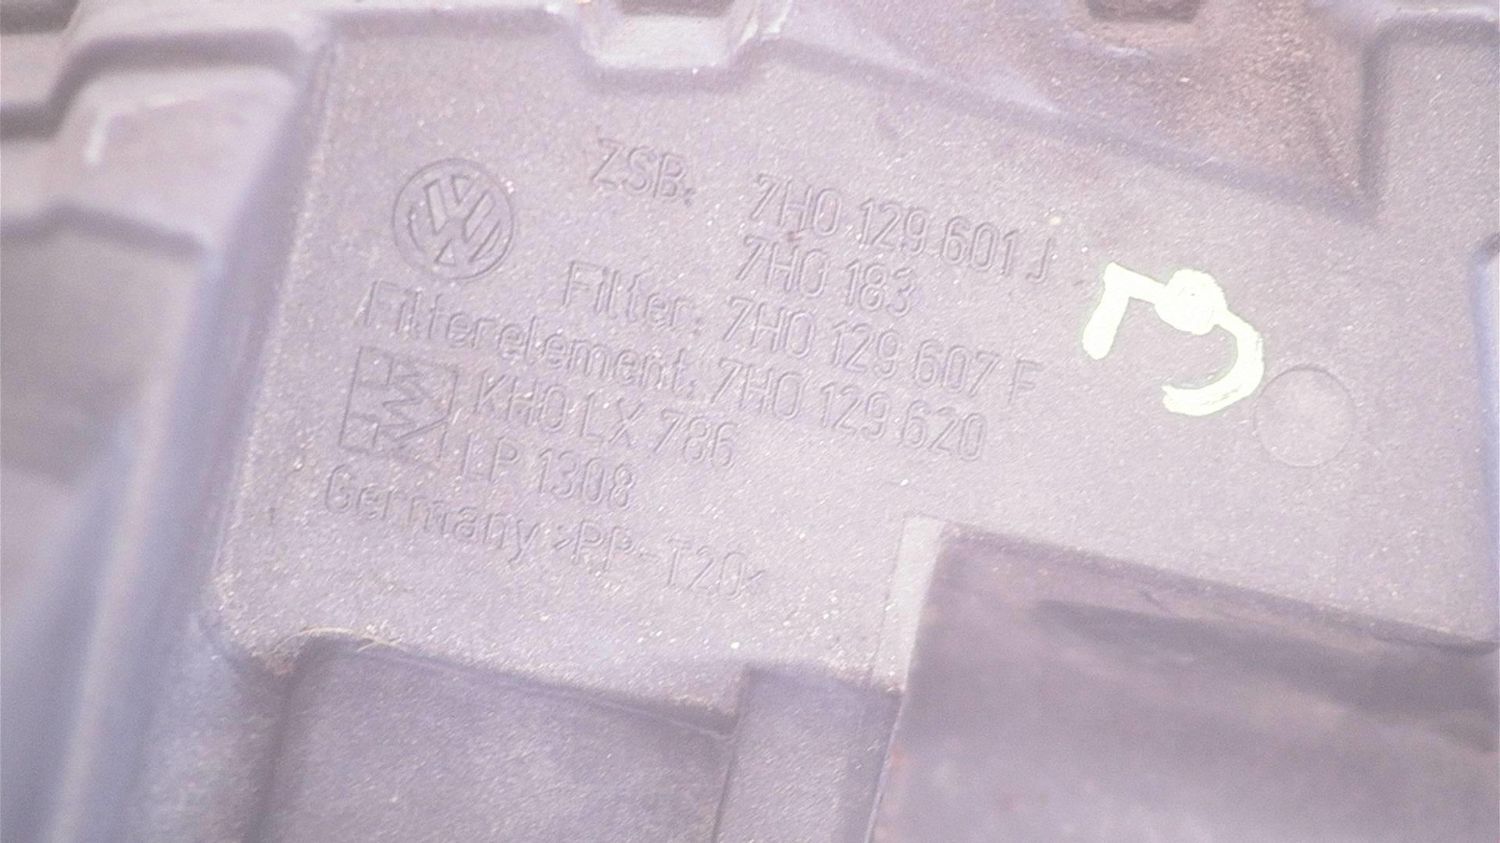 ZSB: 7H0 129 601 J
7H0 183
Filter: 7H0 129 607 F
Filterelement: 7H0 129 620
KHO LX 786
LP 1308
Germany >PP-T20<